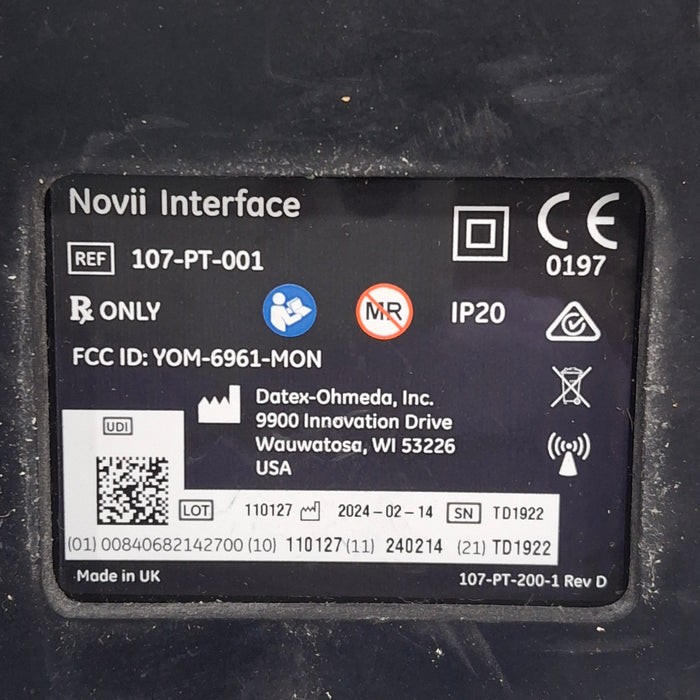 Novii Interface
REF 107-PT-001
CE
0197
Rx ONLY
MR
IP20
FCC ID: YOM-6961-MON
Datex-Ohmeda, Inc.
9900 Innovation Drive
Wauwatosa, WI 53226
USA
UDI
LOT 110127 2024-02-14 SN TD1922
(01) 00840682142700 (10) 110127 (11) 240214 (21) TD1922
Made in UK
107-PT-200-1 Rev D